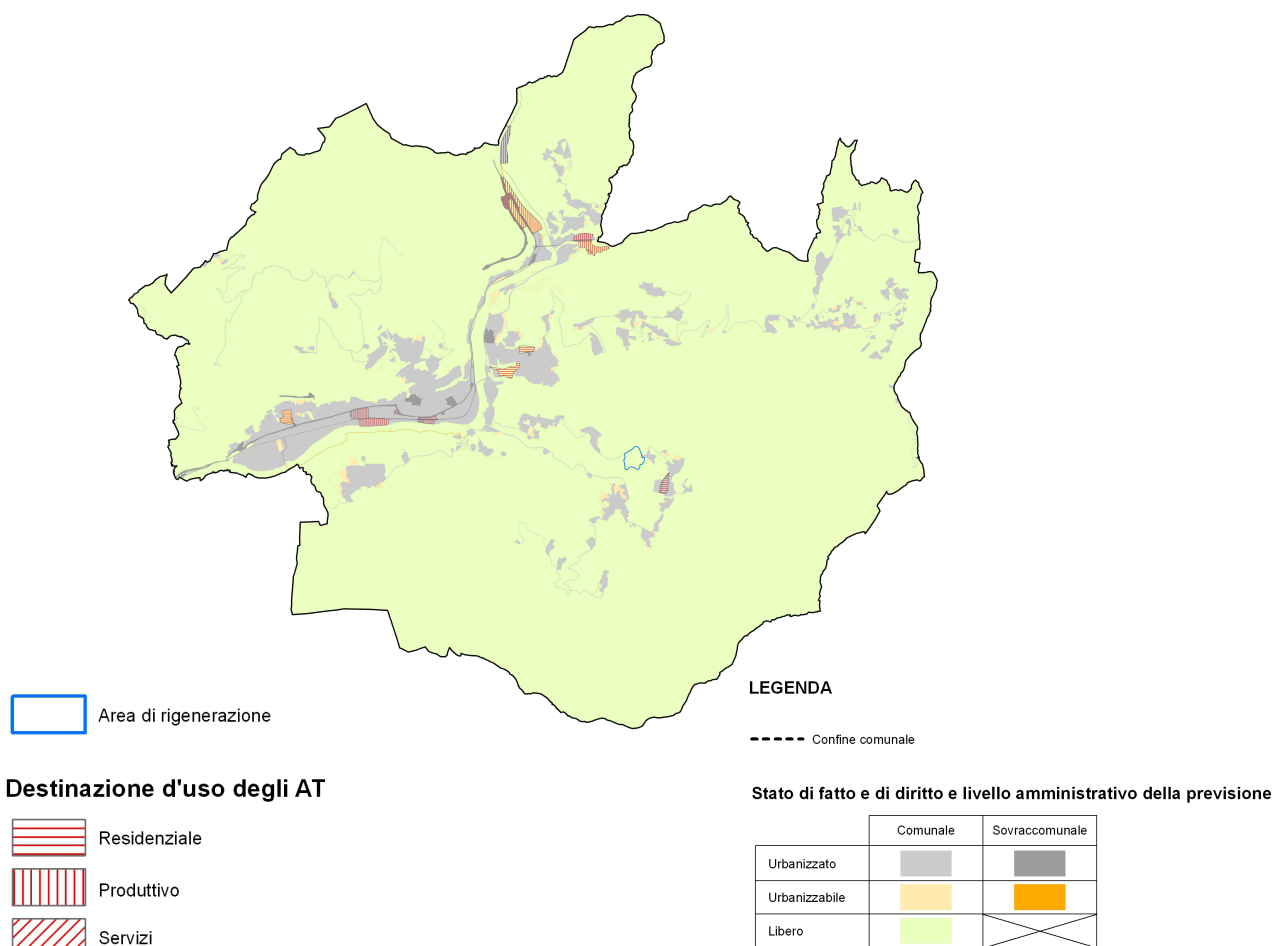 LEGENDA
Area di rigenerazione
Confine comunale
Destinazione d'uso degli AT
Stato di fatto e di diritto e livello amministrativo della previsione
Comunale Sovraccomunale
Residenziale
Urbanizzato
Produttivo
Urbanizzabile
Servizi
Libero